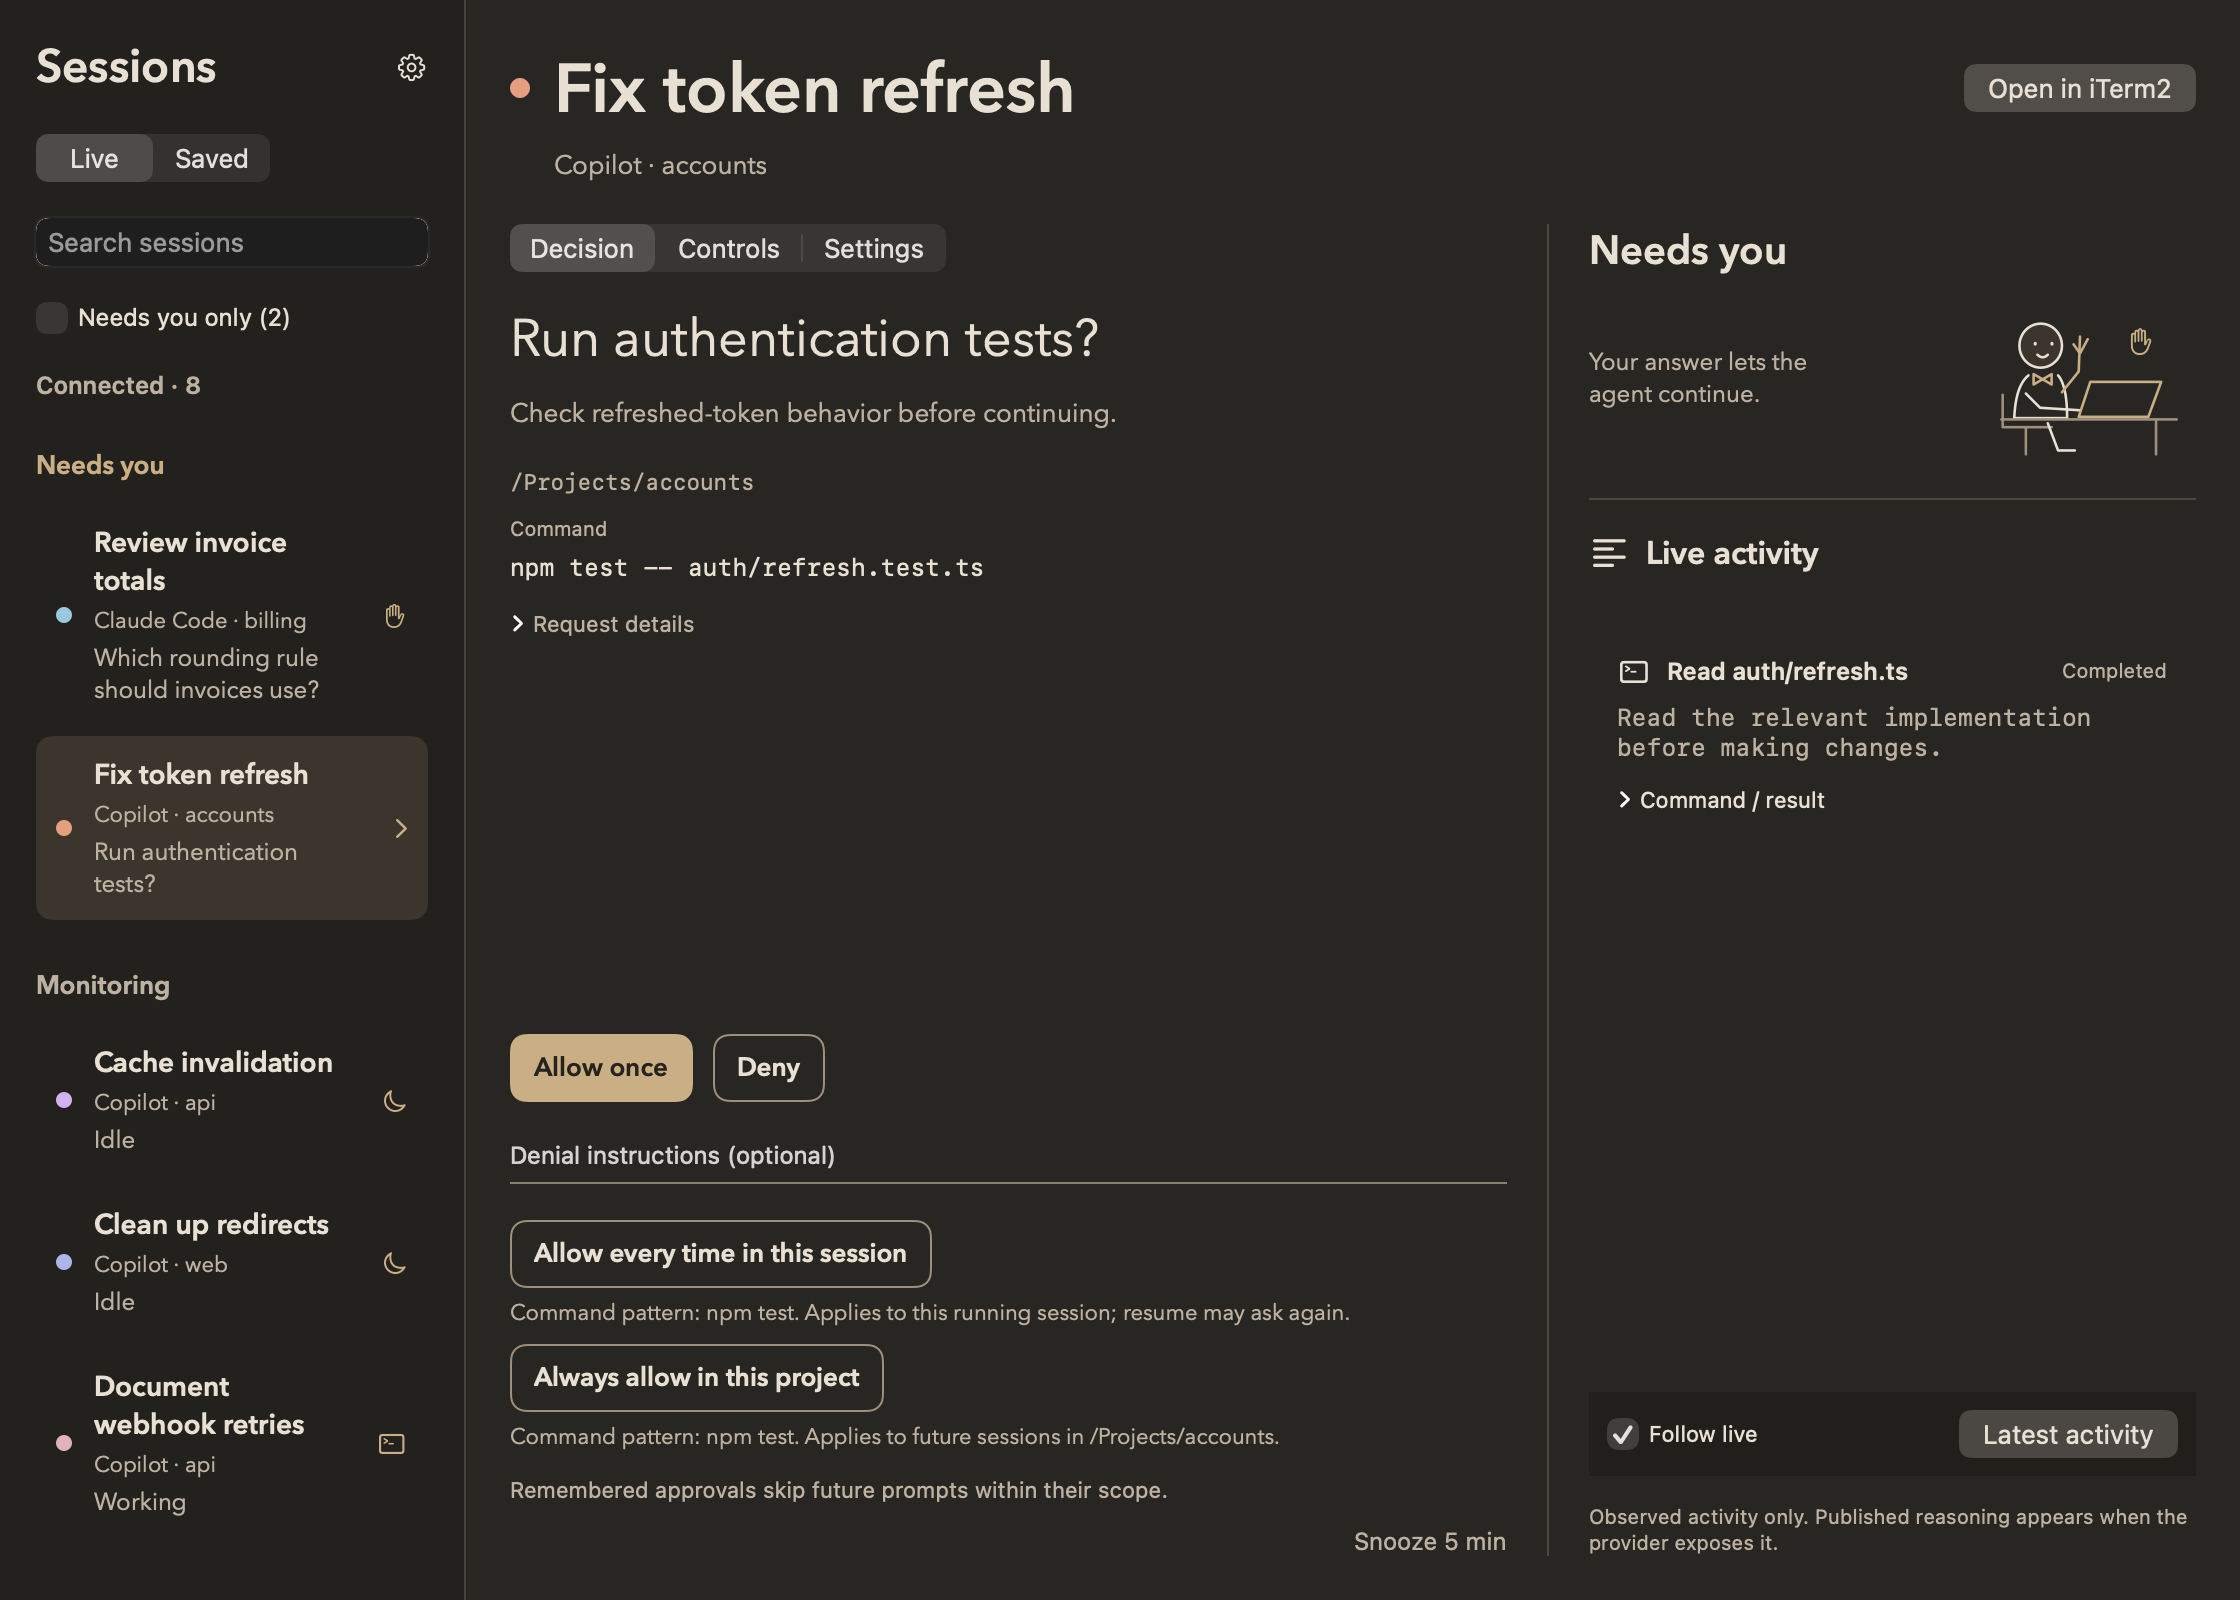 Sessions
Live
Saved
Search sessions
Needs you only (2)
Connected · 8
Needs you
Review invoice
totals
Claude Code · billing
Which rounding rule
should invoices use?
Fix token refresh
Copilot · accounts
Run authentication
tests?
Monitoring
Cache invalidation
Copilot · api
Idle
Clean up redirects
Copilot · web
Idle
Document
webhook retries
Copilot · api
Working
Fix token refresh
Open in iTerm2
Copilot · accounts
Decision
Controls
Settings
Run authentication tests?
Check refreshed-token behavior before continuing.
/Projects/accounts
Command
npm test -- auth/refresh.test.ts
Request details
Allow once
Deny
Denial instructions (optional)
Allow every time in this session
Command pattern: npm test. Applies to this running session; resume may ask again.
Always allow in this project
Command pattern: npm test. Applies to future sessions in /Projects/accounts.
Remembered approvals skip future prompts within their scope.
Snooze 5 min
Needs you
Your answer lets the
agent continue.
Live activity
Read auth/refresh.ts
Completed
Read the relevant implementation
before making changes.
Command / result
Follow live
Latest activity
Observed activity only. Published reasoning appears when the
provider exposes it.